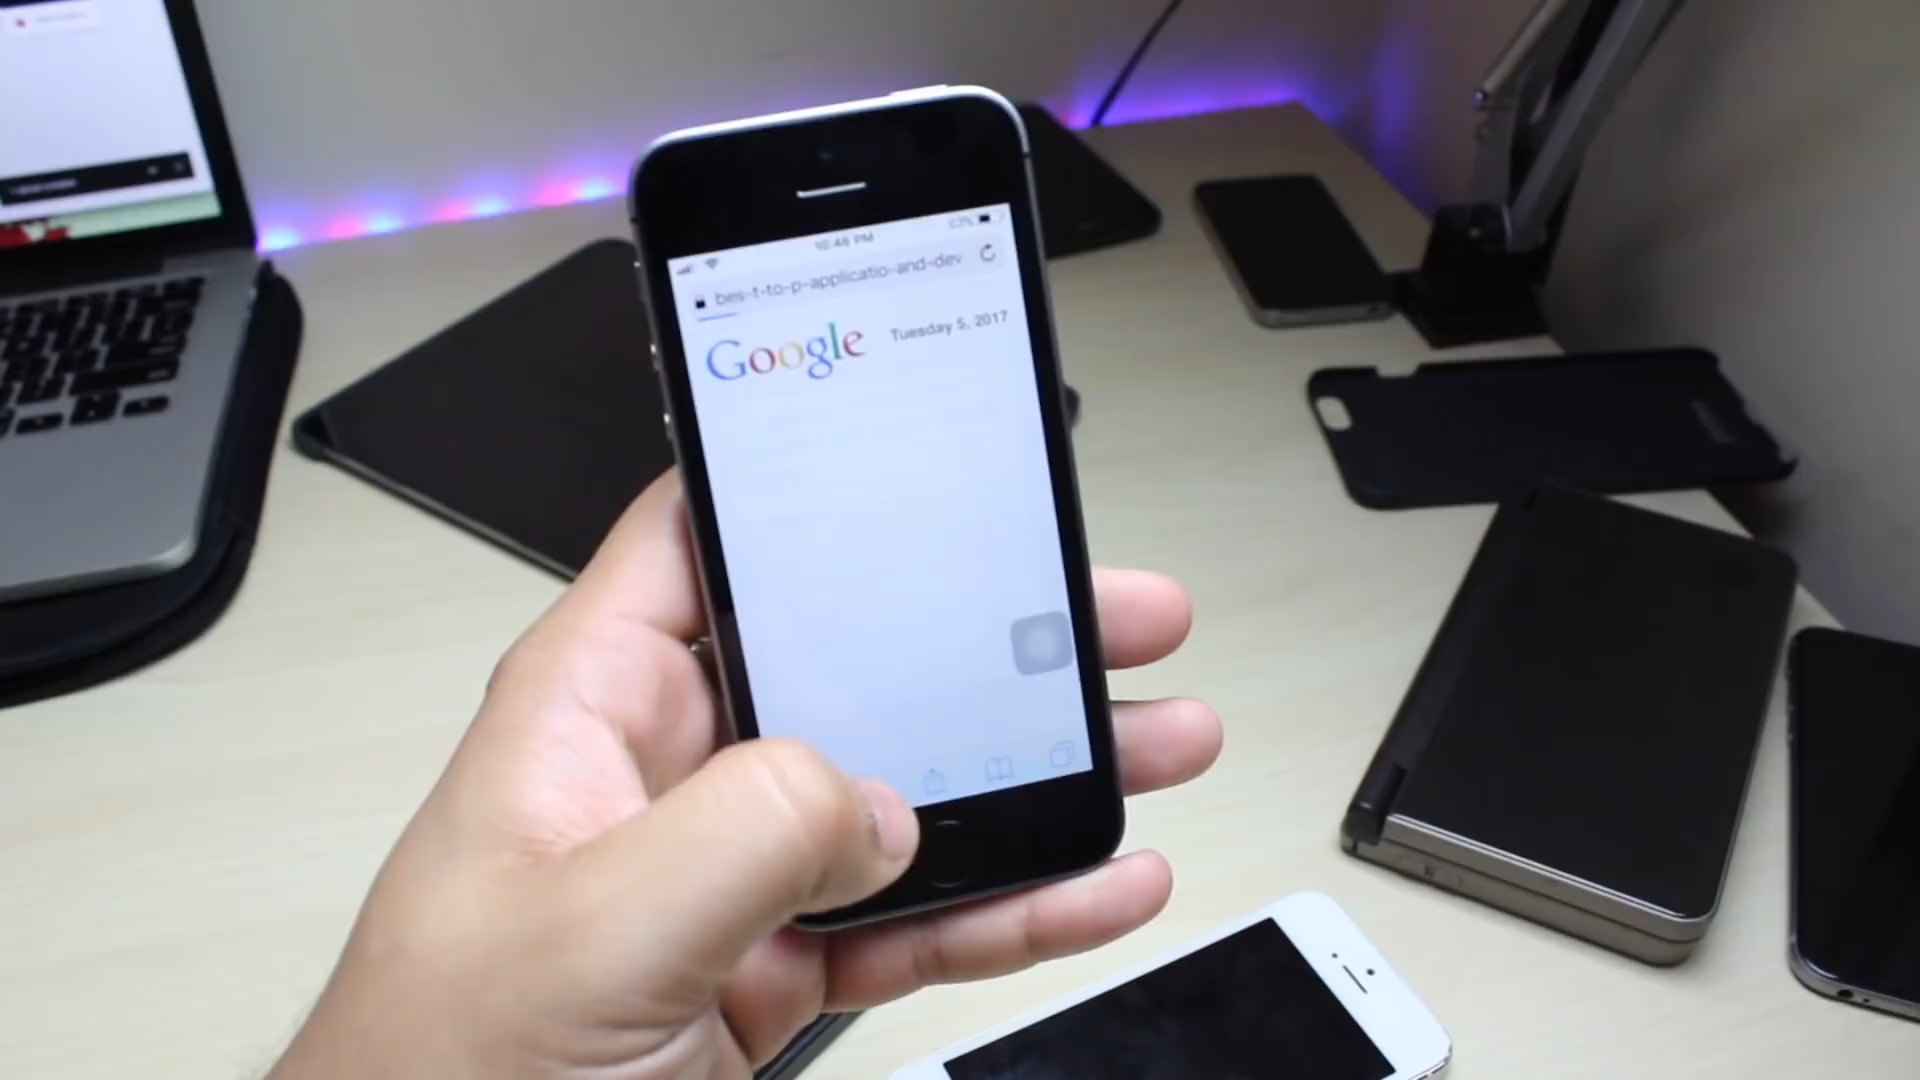 10:48 PM
bes-t-to-p-applicatio-and-dev
Google
Tuesday 5, 2017